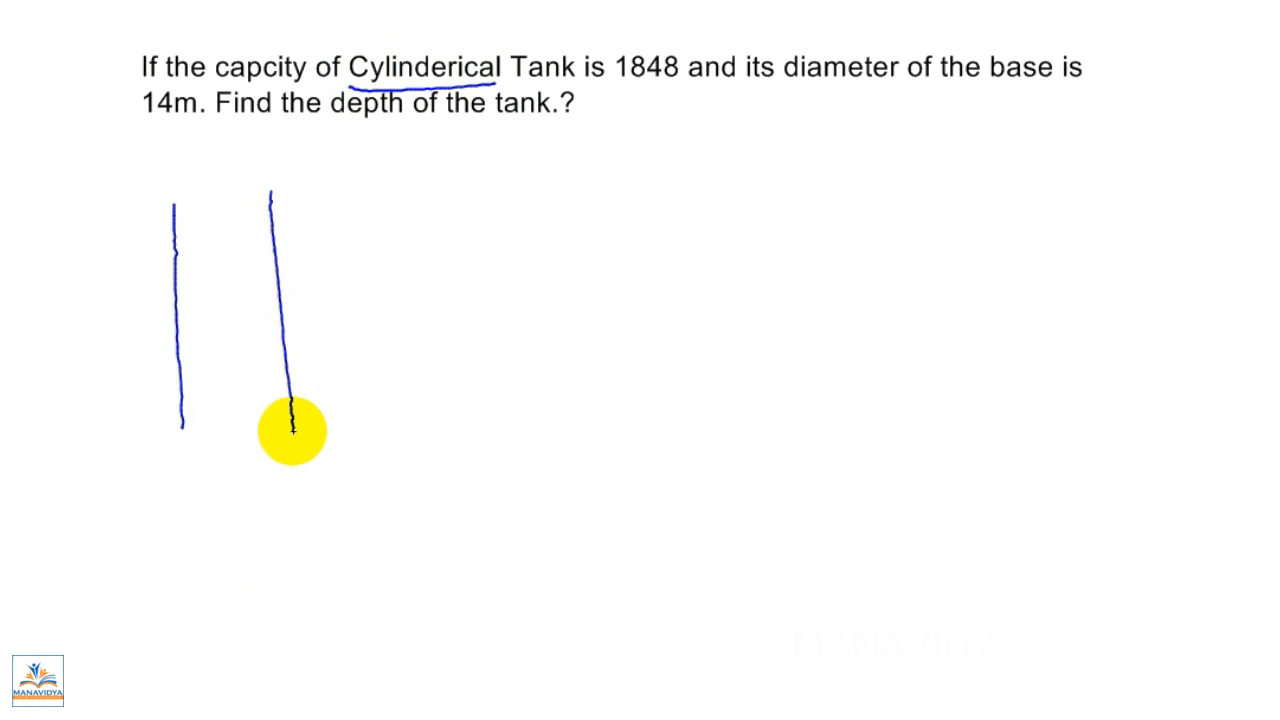 If the capcity of Cylinderical Tank is 1848 and its diameter of the base is
14m. Find the depth of the tank.?
MANAVIDYA
MANAVIDYA